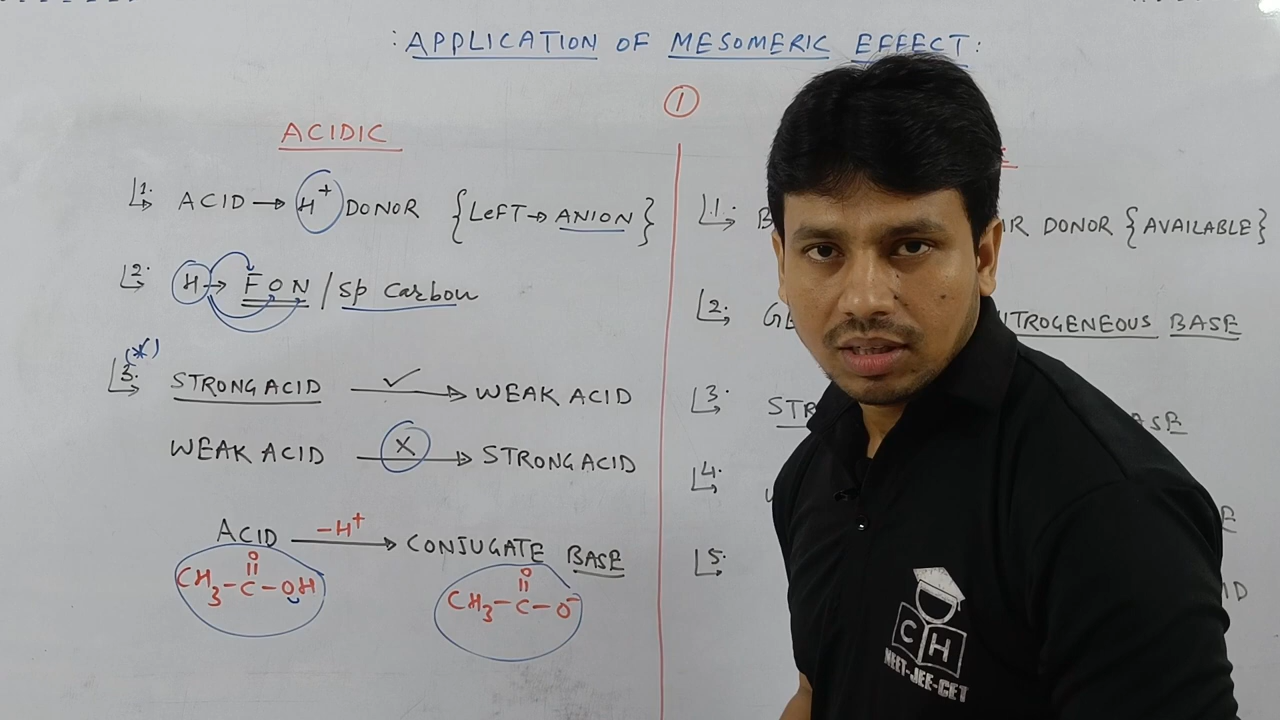 : APPLICATION OF MESOMERIC EFFECT :
1
ACIDIC
1. ACID → H+ DONOR {LeFT → ANION}
2. H → F O N / sp carbon
(*)
3. STRONG ACID ✓→ WEAK ACID
WEAK ACID X→ STRONG ACID
ACID -H+→ CONJUGATE BASE
O
CH3-C-OH
O
CH3-C-O-
1. DONOR {AVAILABLE}
2. BASE
3.
4.
5.
CH
NEET-JEE-CET